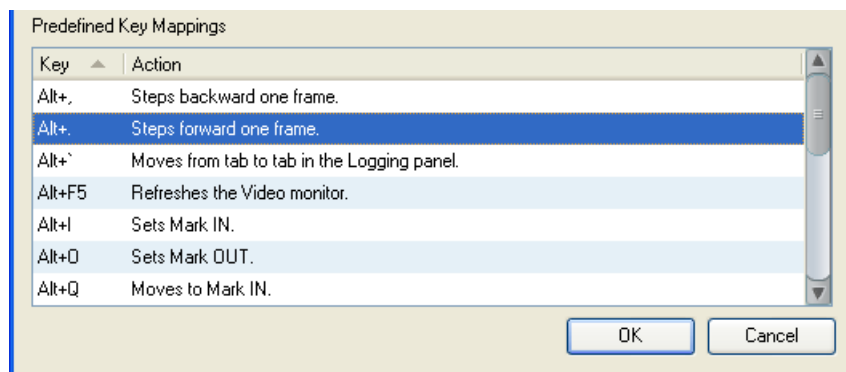 Predefined Key Mappings
Key Action
Alt+, Steps backward one frame.
Alt+. Steps forward one frame.
Alt+` Moves from tab to tab in the Logging panel.
Alt+F5 Refreshes the Video monitor.
Alt+I Sets Mark IN.
Alt+O Sets Mark OUT.
Alt+Q Moves to Mark IN.
OK Cancel